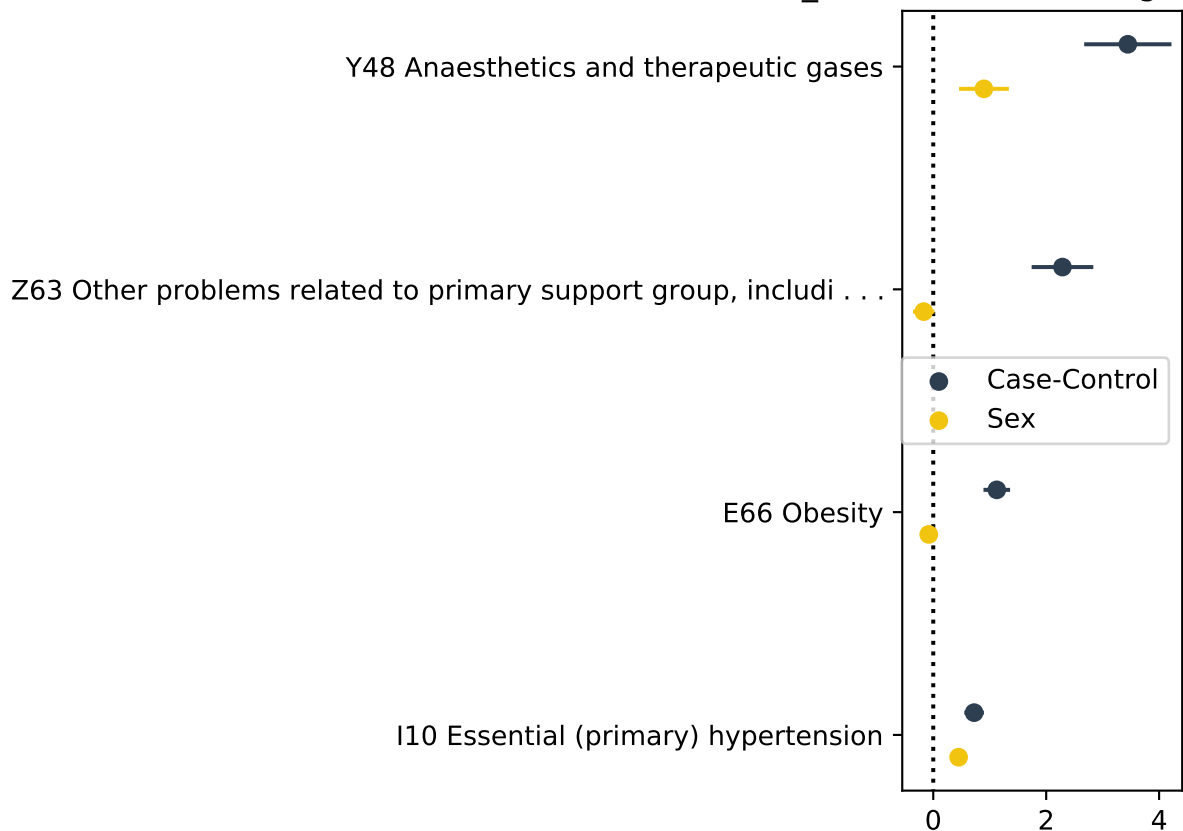 Y48 Anaesthetics and therapeutic gases
Z63 Other problems related to primary support group, includi . . .
Case-Control
Sex
E66 Obesity
I10 Essential (primary) hypertension
0 2 4